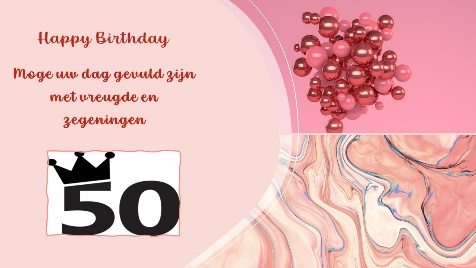 Happy Birthday
Moge uw dag gevuld zijn
met vreugde en
zegeningen
50